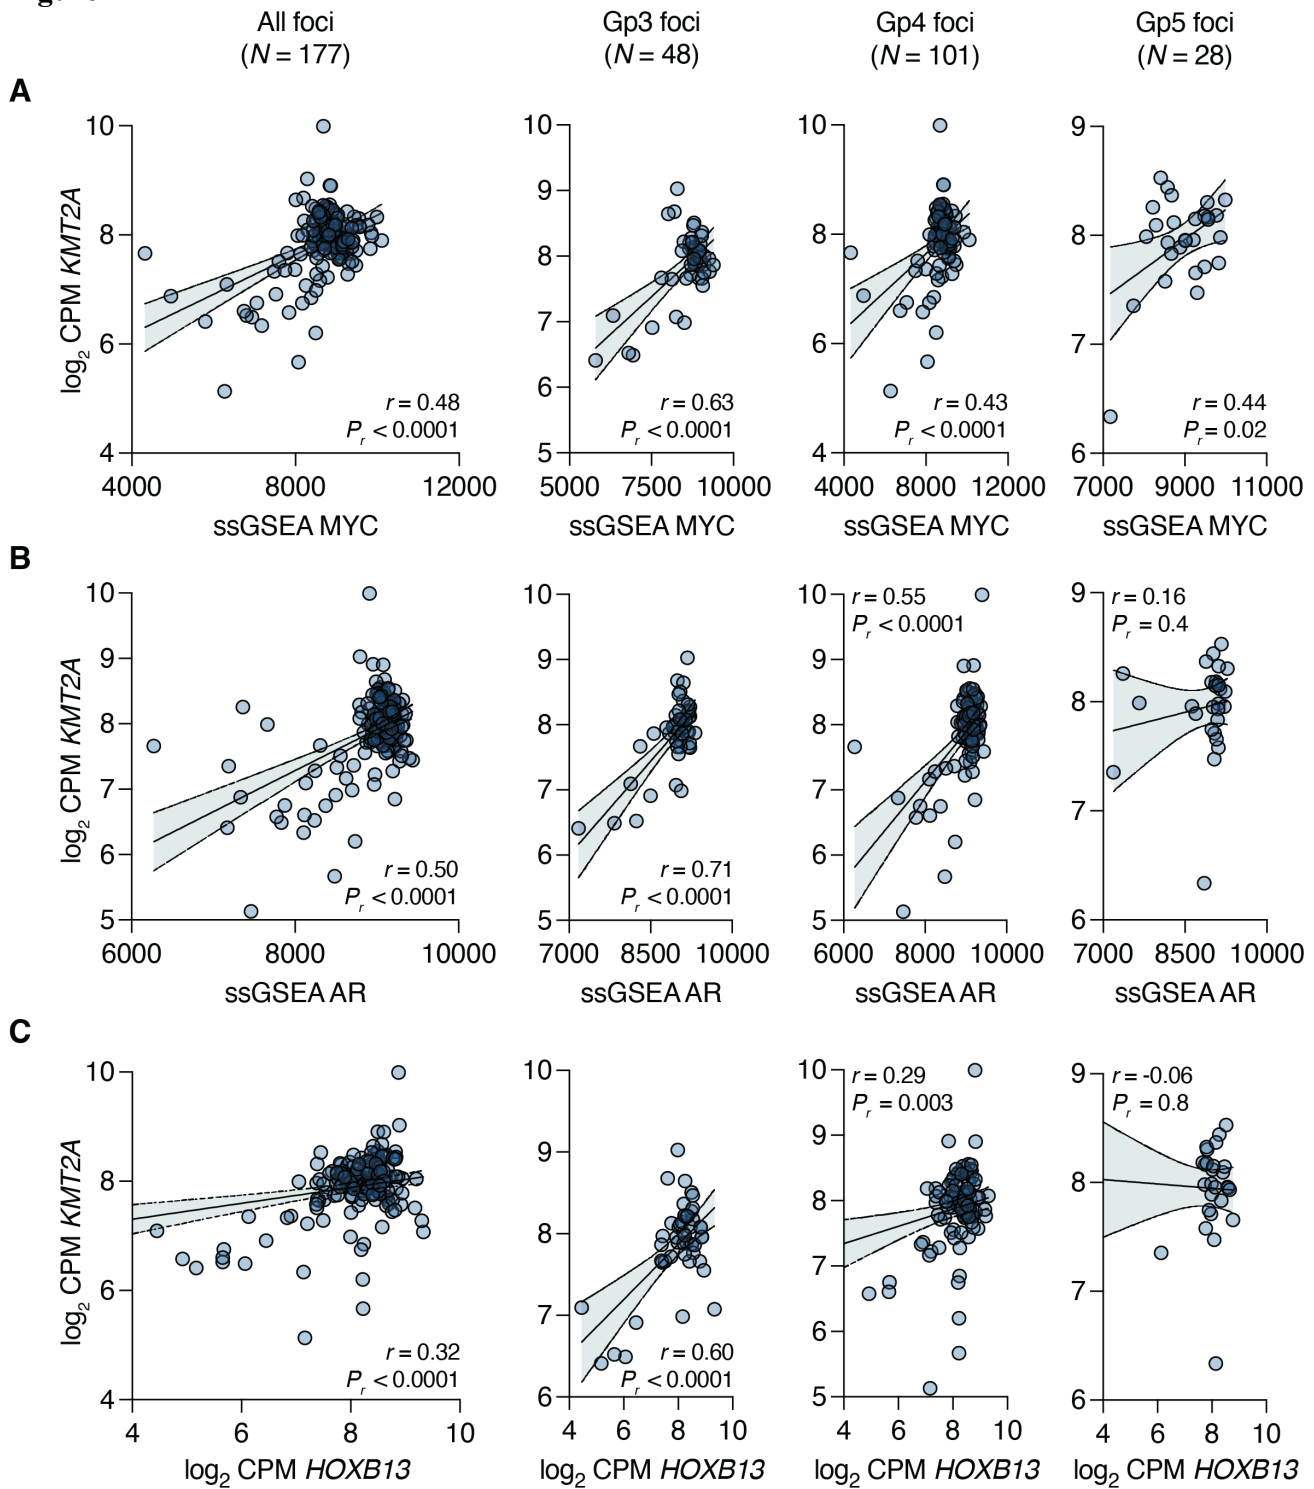 All foci
(N = 177)
Gp3 foci
(N = 48)
Gp4 foci
(N = 101)
Gp5 foci
(N = 28)
A
log2 CPM KMT2A
10
8
6
4
4000 8000 12000
ssGSEA MYC
r = 0.48
Pr < 0.0001
10
9
8
7
6
5
5000 7500 10000
ssGSEA MYC
r = 0.63
Pr < 0.0001
10
8
6
4
4000 8000 12000
ssGSEA MYC
r = 0.43
Pr < 0.0001
9
8
7
6
7000 9000 11000
ssGSEA MYC
r = 0.44
Pr = 0.02
B
log2 CPM KMT2A
10
9
8
7
6
5
6000 8000 10000
ssGSEA AR
r = 0.50
Pr < 0.0001
10
9
8
7
6
5
7000 8500 10000
ssGSEA AR
r = 0.71
Pr < 0.0001
10
9
8
7
6
5
6000 8000 10000
ssGSEA AR
r = 0.55
Pr < 0.0001
9
8
7
6
7000 8500 10000
ssGSEA AR
r = 0.16
Pr = 0.4
C
log2 CPM KMT2A
10
8
6
4
4 6 8 10
log2 CPM HOXB13
r = 0.32
Pr < 0.0001
10
9
8
7
6
4 6 8 10
log2 CPM HOXB13
r = 0.60
Pr < 0.0001
10
9
8
7
6
5
4 6 8 10
log2 CPM HOXB13
r = 0.29
Pr = 0.003
9
8
7
6
4 6 8 10
log2 CPM HOXB13
r = -0.06
Pr = 0.8